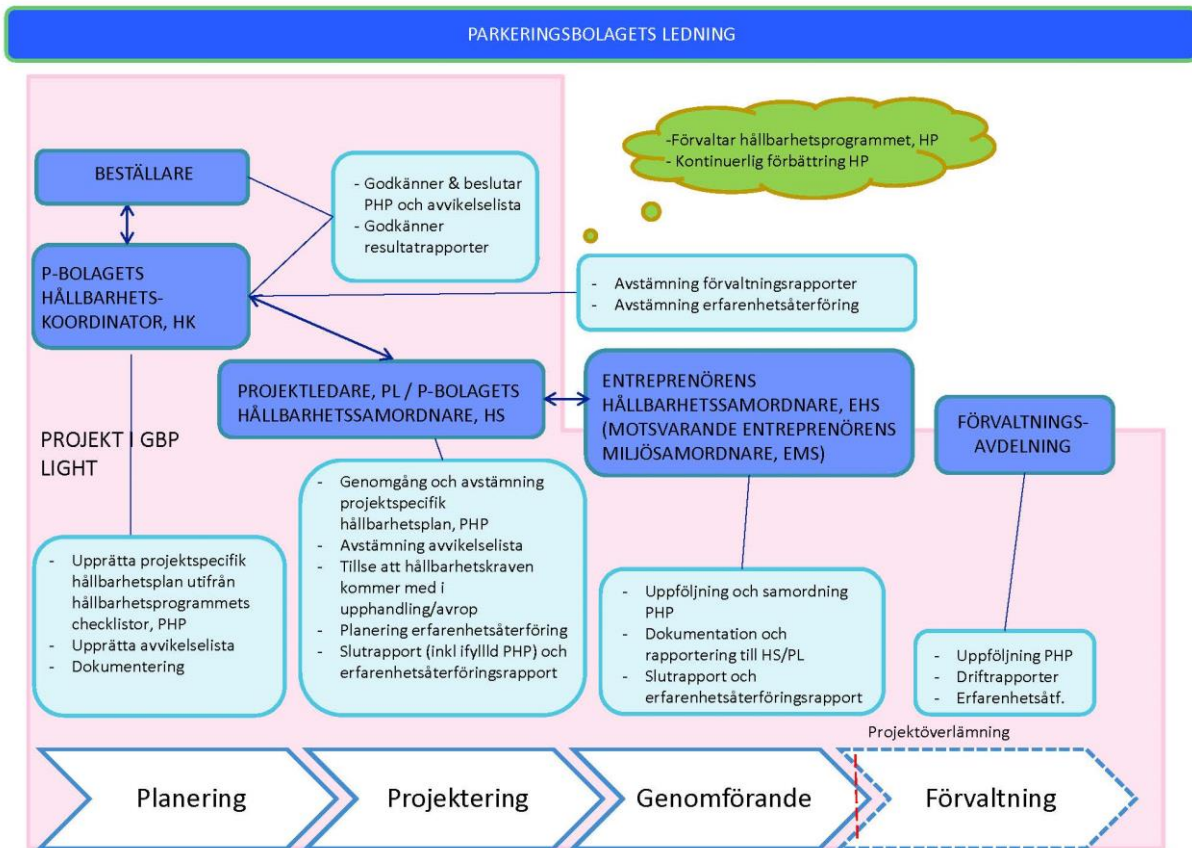 PARKERINGSBOLAGETS LEDNING
-Förvaltar hållbarhetsprogrammet, HP
- Kontinuerlig förbättring HP
BESTÄLLARE
- Godkänner & beslutar
PHP och avvikelselista
- Godkänner
resultatrapporter
P-BOLAGETS
HÅLLBARHETS-
KOORDINATOR, HK
- Avstämning förvaltningsrapporter
- Avstämning erfarenhetsåterföring
PROJEKTLEDARE, PL / P-BOLAGETS
HÅLLBARHETSSAMORDNARE, HS
ENTREPRENÖRENS
HÅLLBARHETSSAMORDNARE, EHS
(MOTSVARANDE ENTREPRENÖRENS
MILJÖSAMORDNARE, EMS)
FÖRVALTNINGS-
AVDELNING
PROJEKT I GBP
LIGHT
- Upprätta projektspecifik
hållbarhetsplan utifrån
hållbarhetsprogrammets
checklistor, PHP
- Upprätta avvikelselista
- Dokumentering
- Genomgång och avstämning
projektspecifik
hållbarhetsplan, PHP
- Avstämning avvikelselista
- Tillse att hållbarhetskraven
kommer med i
upphandling/avrop
- Planering erfarenhetsåterföring
- Slutrapport (inkl ifyllld PHP) och
erfarenhetsåterföringsrapport
- Uppföljning och samordning
PHP
- Dokumentation och
rapportering till HS/PL
- Slutrapport och
erfarenhetsåterföringsrapport
- Uppföljning PHP
- Driftrapporter
- Erfarenhetsåtf.
Projektöverlämning
Planering
Projektering
Genomförande
Förvaltning